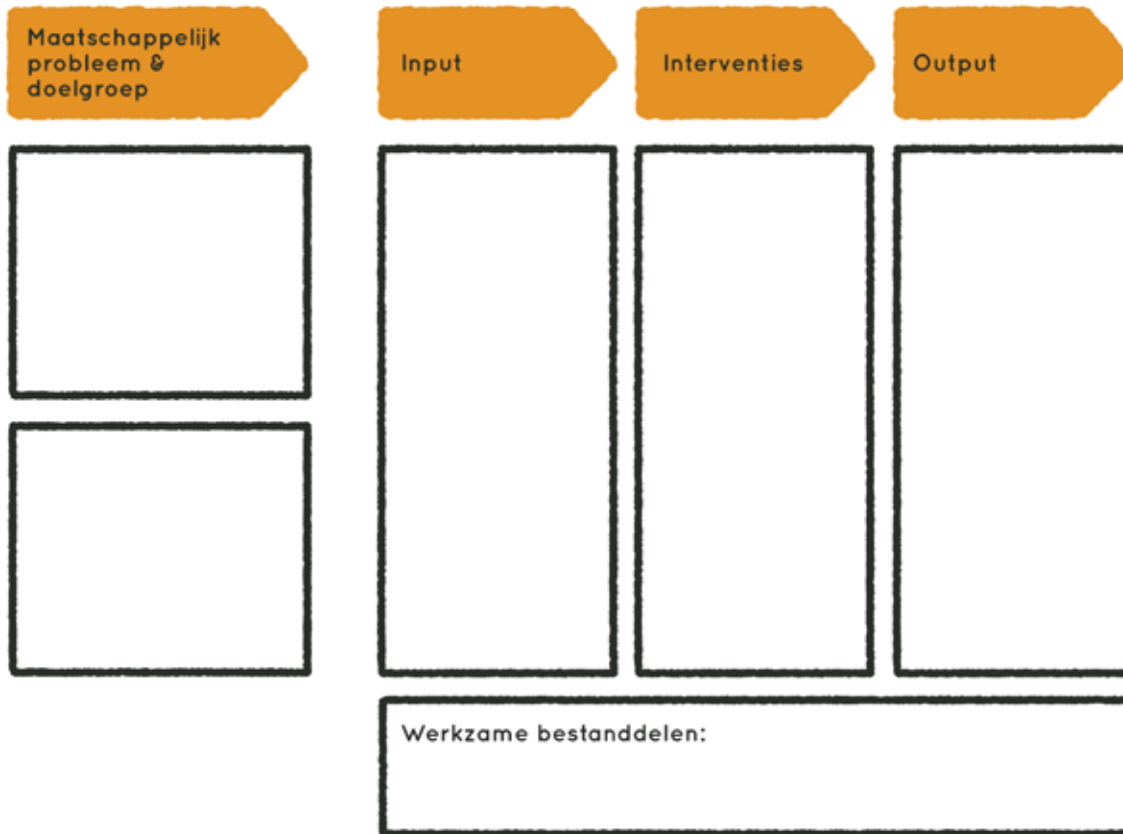 Maatschappelijk
probleem &
doelgroep
Input
Interventies
Output
Werkzame bestanddelen: